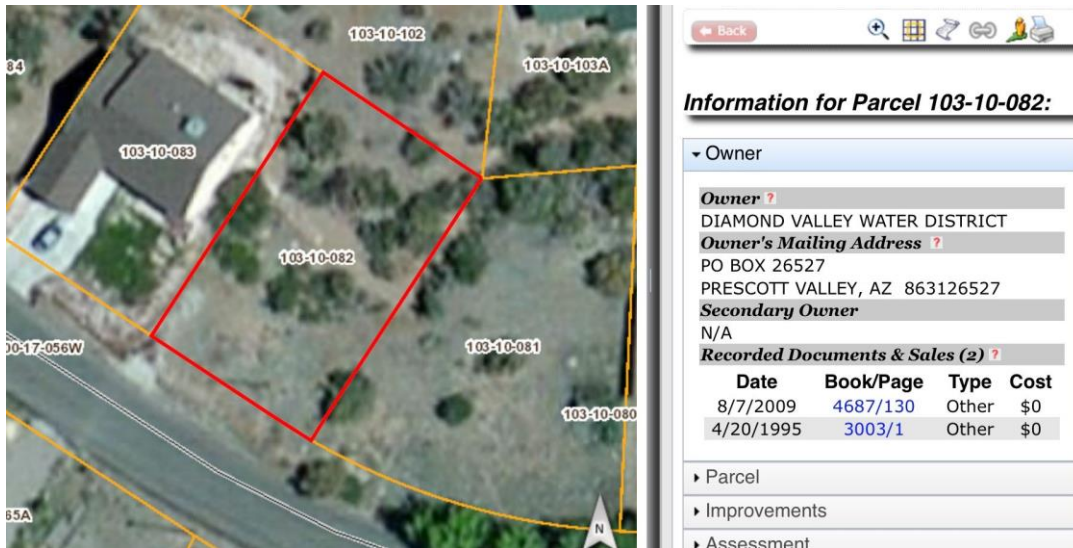 103-10-102
84
103-10-103A
103-10-083
103-10-082
103-10-081
00-17-056W
103-10-080
65A
N
Back
Information for Parcel 103-10-082:
Owner
Owner ?
DIAMOND VALLEY WATER DISTRICT
Owner's Mailing Address ?
PO BOX 26527
PRESCOTT VALLEY, AZ 863126527
Secondary Owner
N/A
Recorded Documents & Sales (2) ?
Date Book/Page Type Cost
8/7/2009 4687/130 Other $0
4/20/1995 3003/1 Other $0
Parcel
Improvements
Assessment